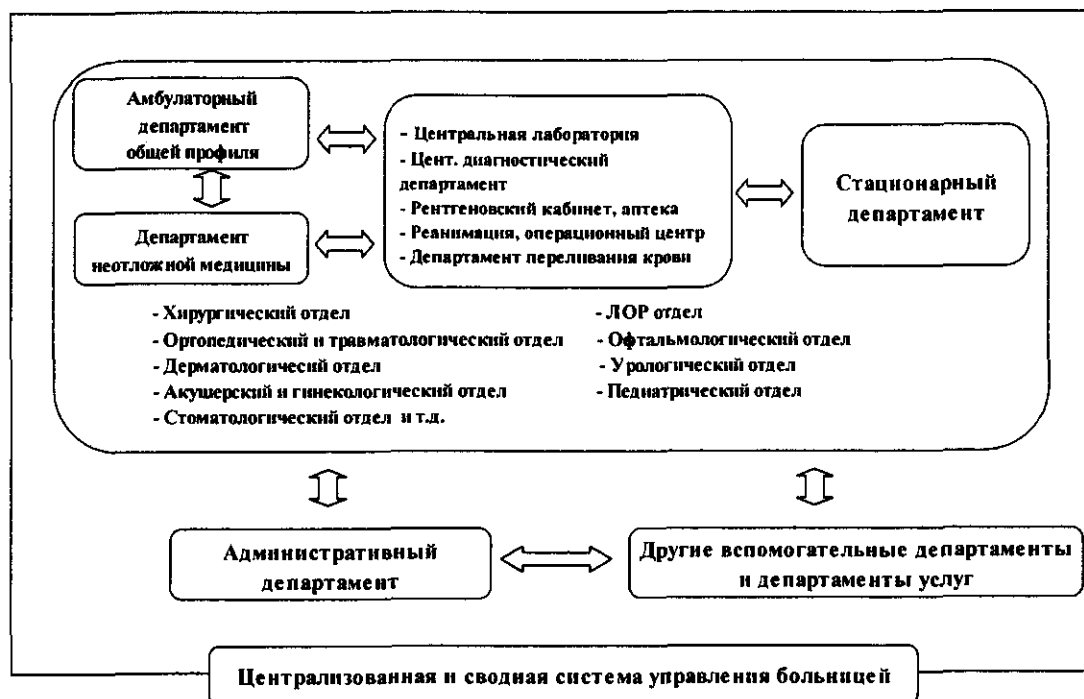 Амбулаторный
департамент
общей профиля
Департамент
неотложной медицины
- Центральная лаборатория
- Цент. диагностический
департамент
- Рентгеновский кабинет, аптека
- Реанимация, операционный центр
- Департамент переливания крови
Стационарный
департамент
- Хирургический отдел
- Ортопедический и травматологический отдел
- Дерматологичесий отдел
- Акушерский и гинекологический отдел
- Стоматологический отдел и т.д.
- ЛОР отдел
- Офтальмологический отдел
- Урологический отдел
- Педиатрический отдел
Административный
департамент
Другие вспомогательные департаменты
и департаменты услуг
Централизованная и сводная система управления больницей